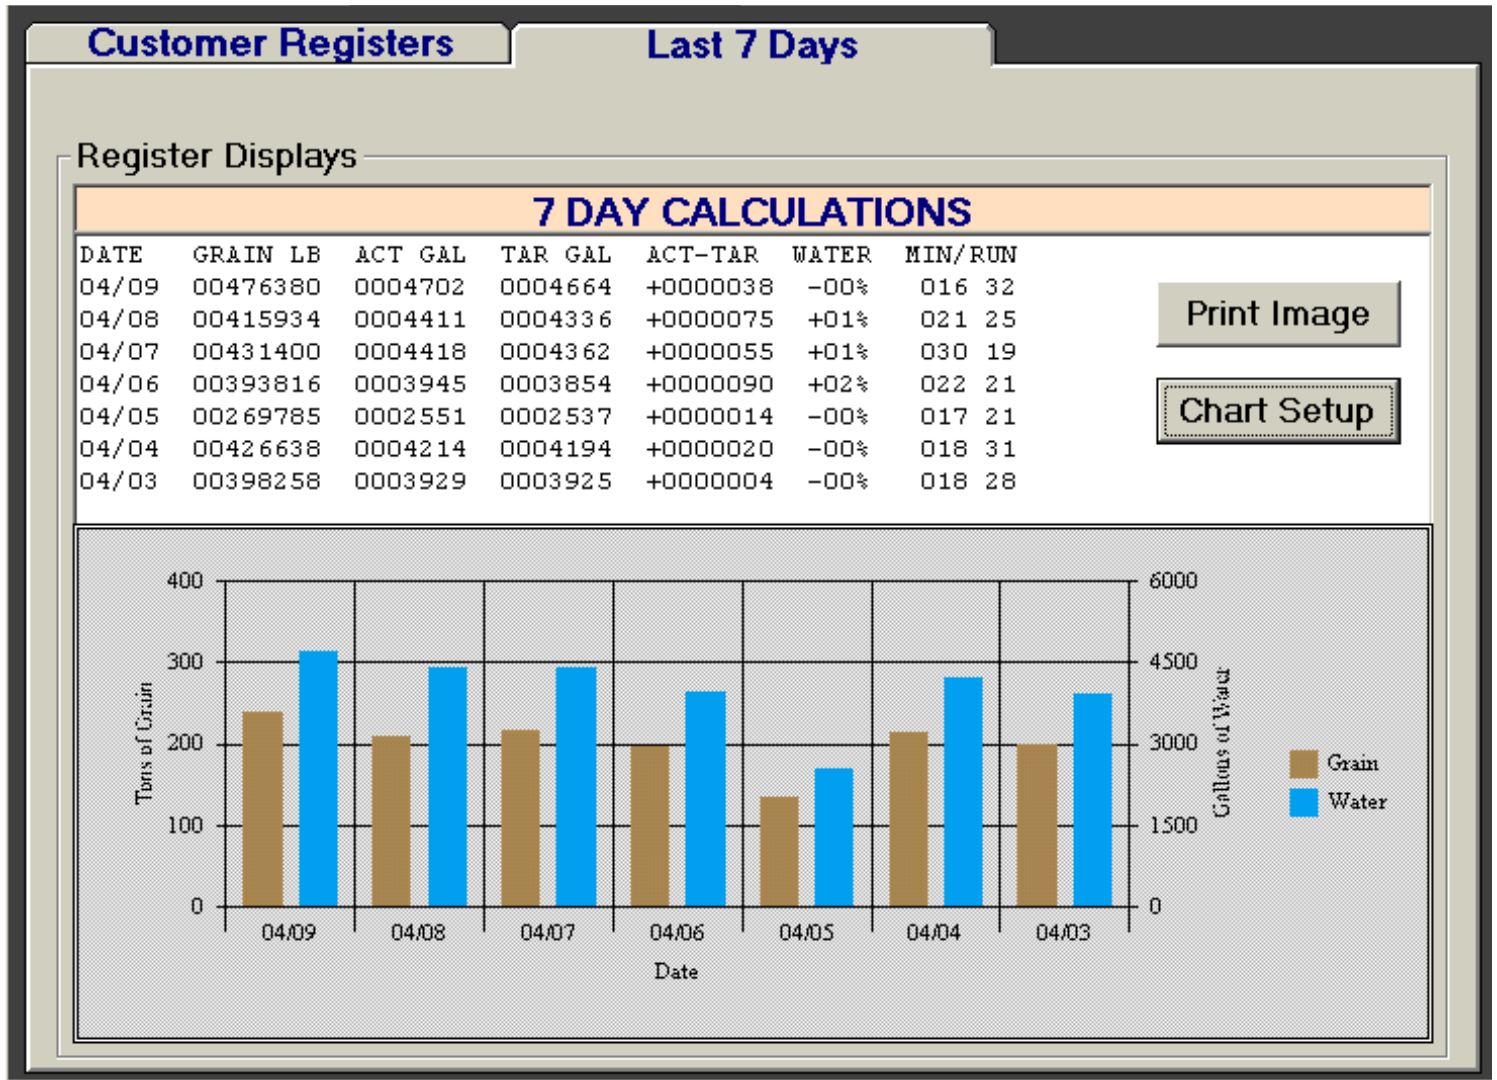 Customer Registers Last 7 Days
Register Displays
7 DAY CALCULATIONS
DATE GRAIN LB ACT GAL TAR GAL ACT-TAR WATER MIN/RUN
04/09 00476380 0004702 0004664 +0000038 -00% 016 32
04/08 00415934 0004411 0004336 +0000075 +01% 021 25
04/07 00431400 0004418 0004362 +0000055 +01% 030 19
04/06 00393816 0003945 0003854 +0000090 +02% 022 21
04/05 00269785 0002551 0002537 +0000014 -00% 017 21
04/04 00426638 0004214 0004194 +0000020 -00% 018 31
04/03 00398258 0003929 0003925 +0000004 -00% 018 28
Print Image
Chart Setup
400 6000
300 4500
200 3000
100 1500
0 0
Tons of Grain
Gallons of Water
Grain
Water
04/09 04/08 04/07 04/06 04/05 04/04 04/03
Date